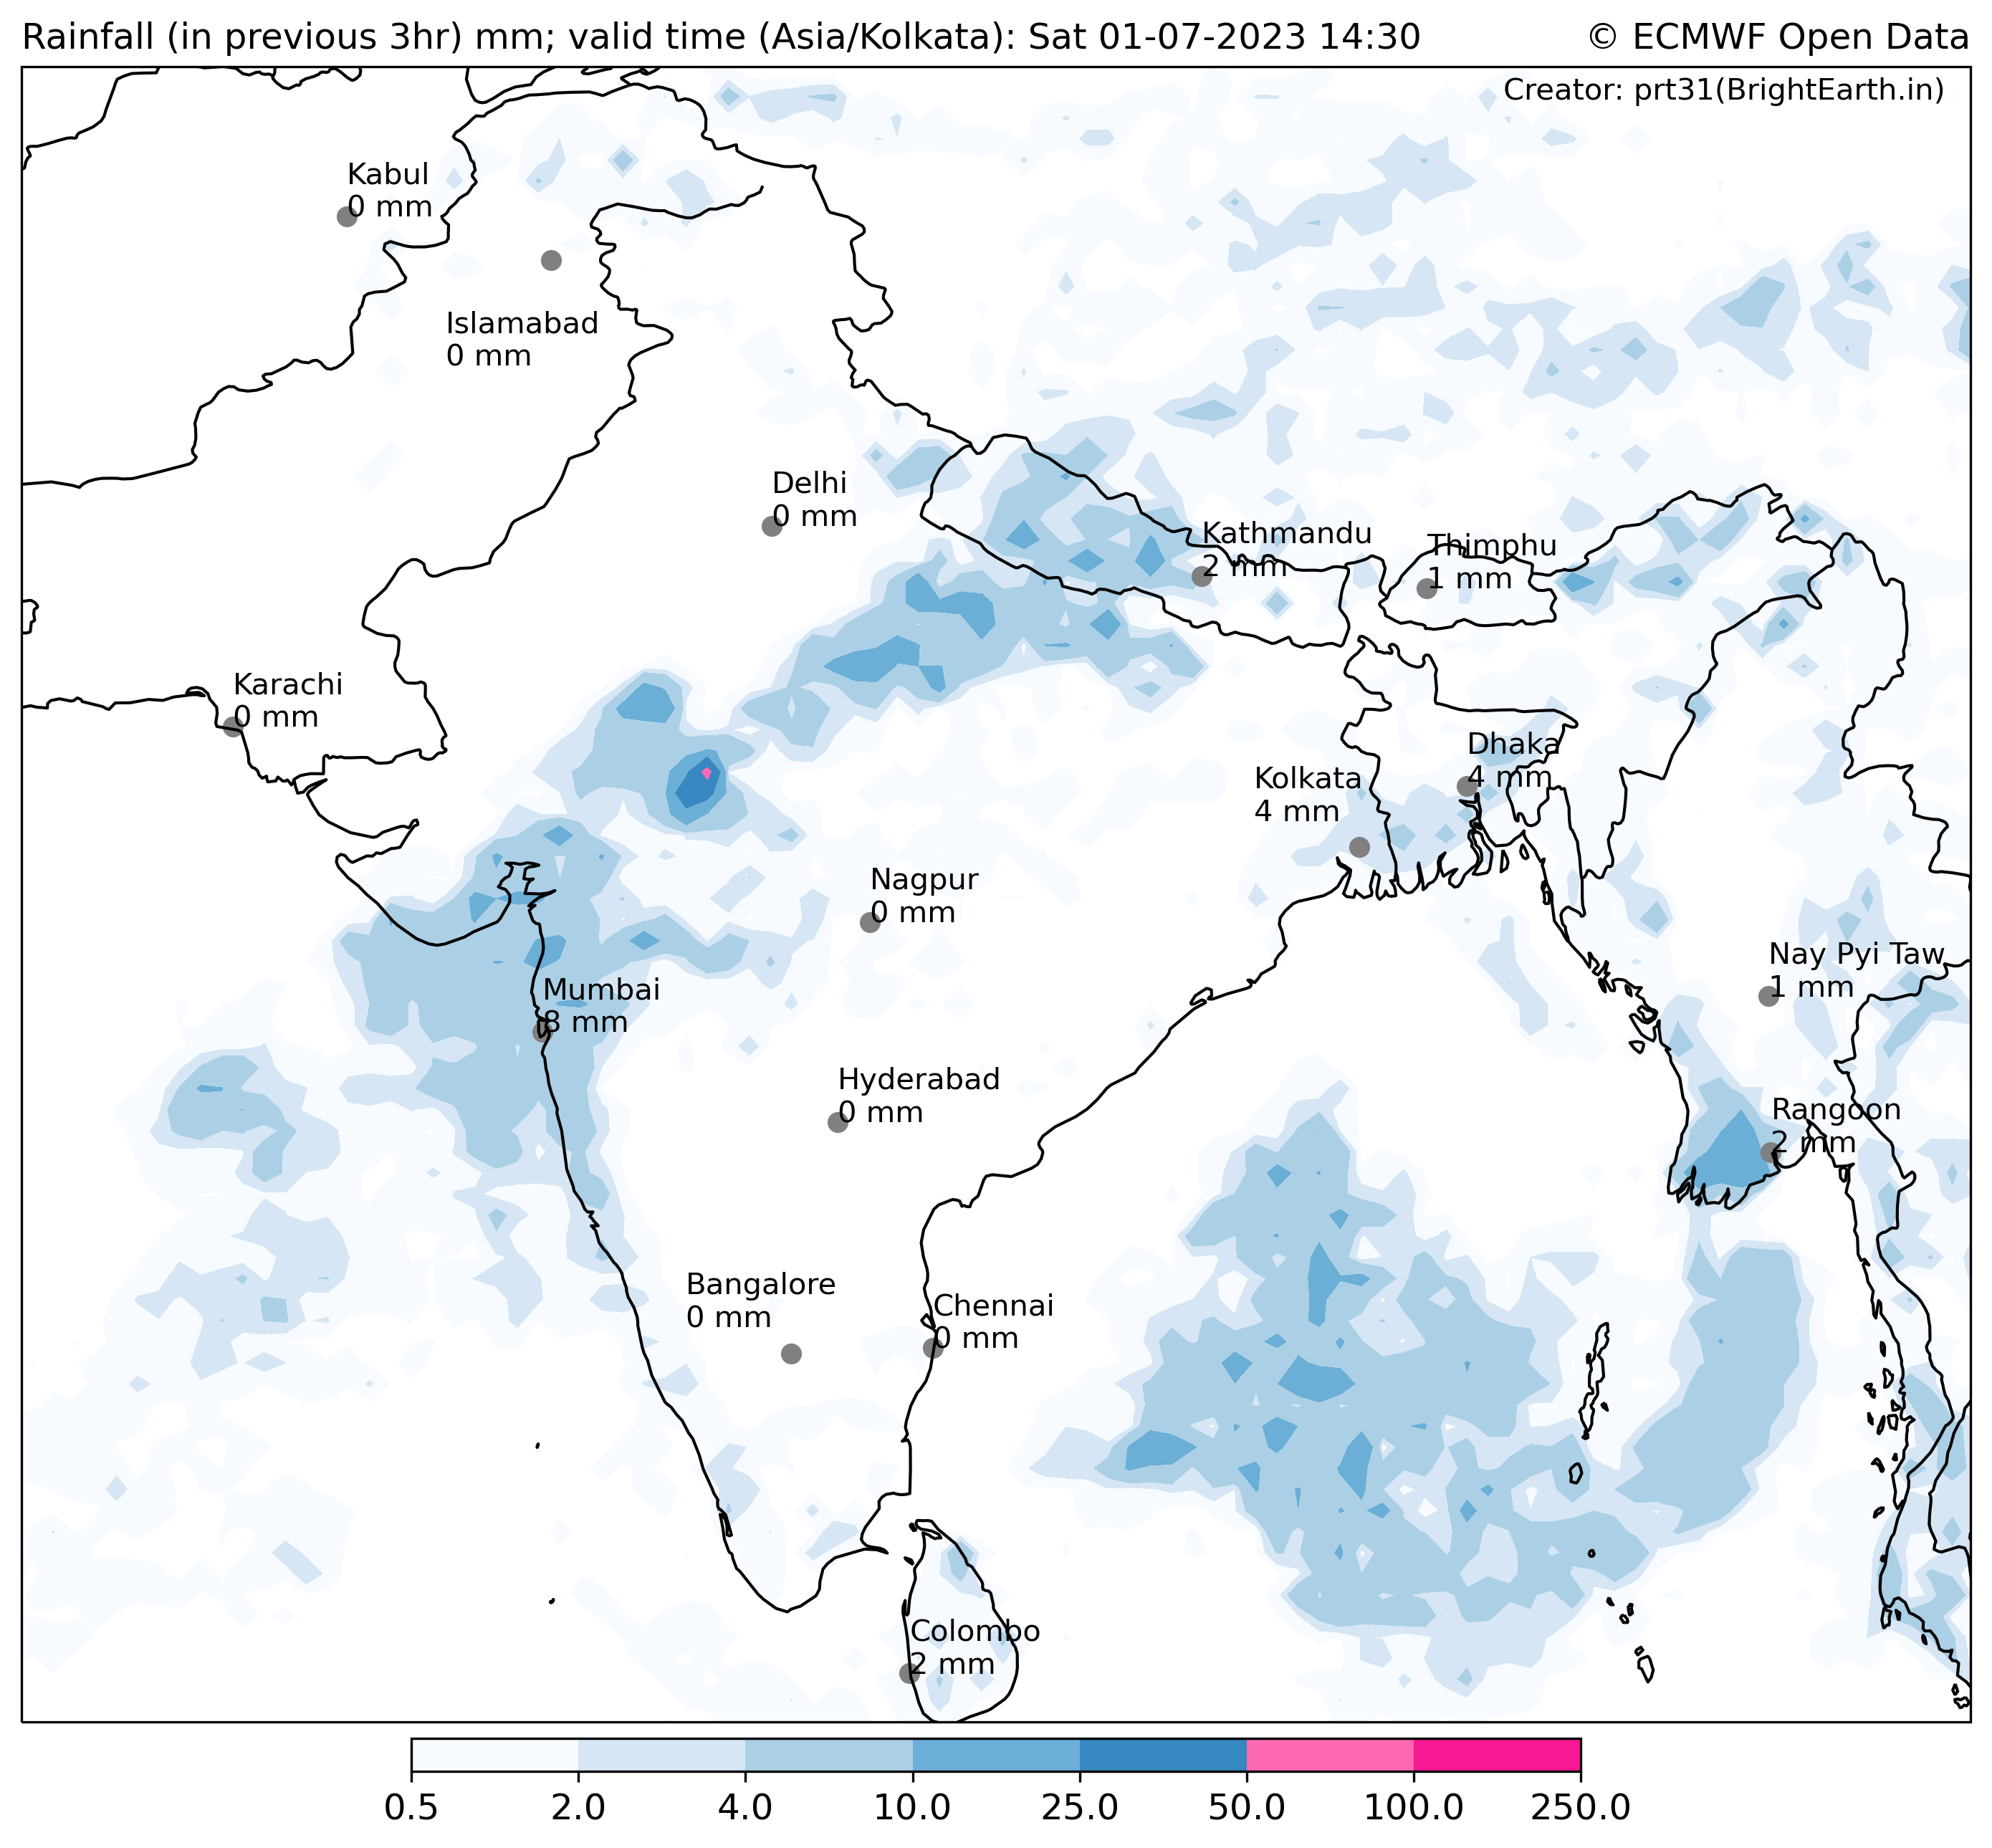 Rainfall (in previous 3hr) mm; valid time (Asia/Kolkata): Sat 01-07-2023 14:30
© ECMWF Open Data
Creator: prt31(BrightEarth.in)
Kabul
0 mm
Islamabad
0 mm
Delhi
0 mm
Kathmandu
2 mm
Thimphu
1 mm
Karachi
0 mm
Dhaka
4 mm
Kolkata
4 mm
Nagpur
0 mm
Nay Pyi Taw
1 mm
Mumbai
8 mm
Hyderabad
0 mm
Rangoon
2 mm
Bangalore
0 mm
Chennai
0 mm
Colombo
2 mm
0.5 2.0 4.0 10.0 25.0 50.0 100.0 250.0